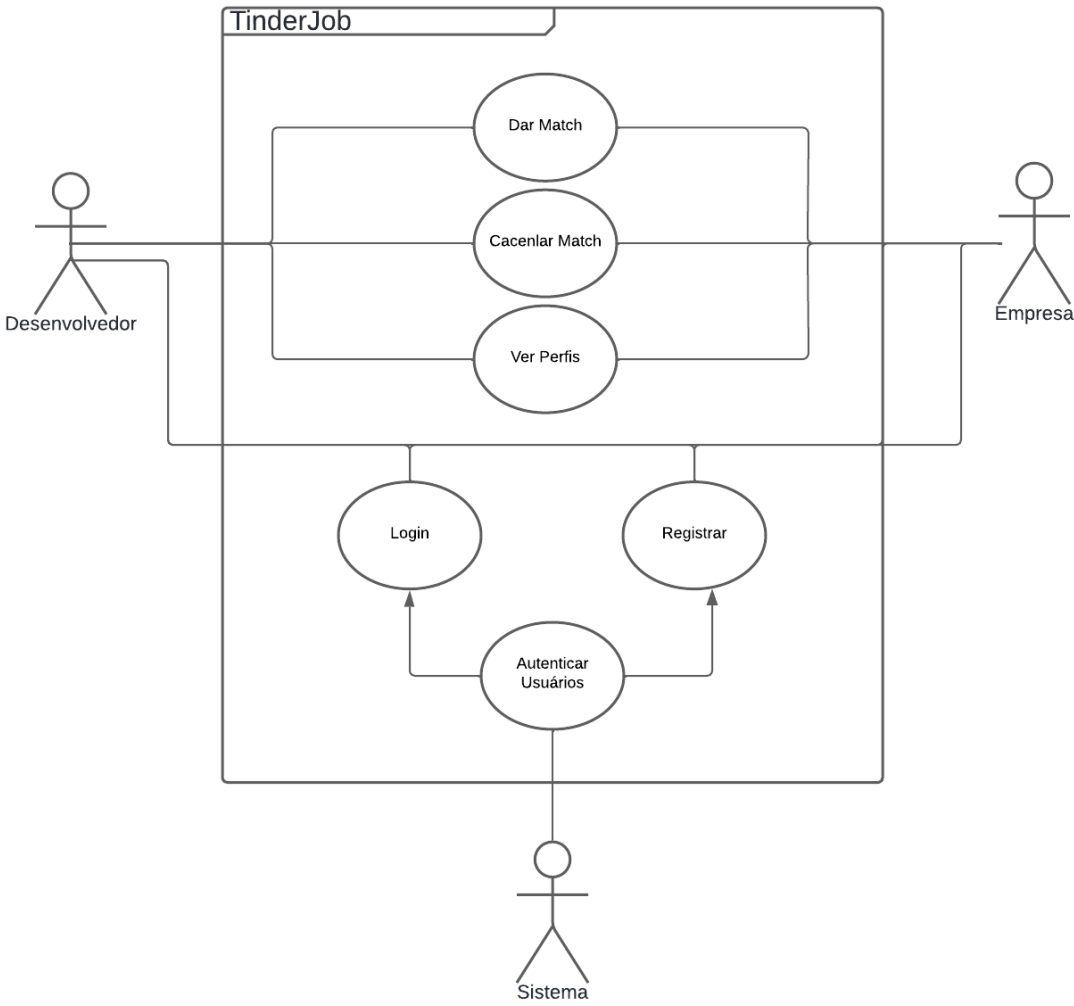 TinderJob
Dar Match
Cacenlar Match
Desenvolvedor
Empresa
Ver Perfis
Login
Registrar
Autenticar
Usuários
Sistema